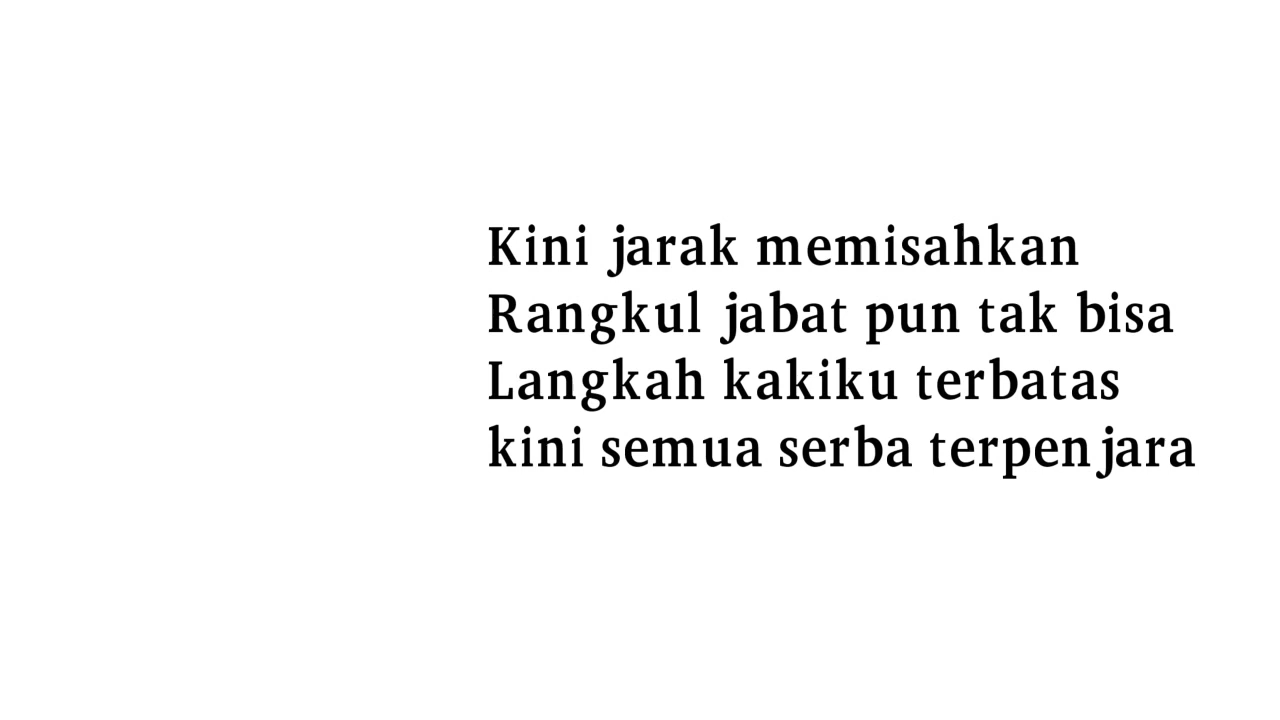 Kini jarak memisahkan
Rangkul jabat pun tak bisa
Langkah kakiku terbatas
kini semua serba terpenjara